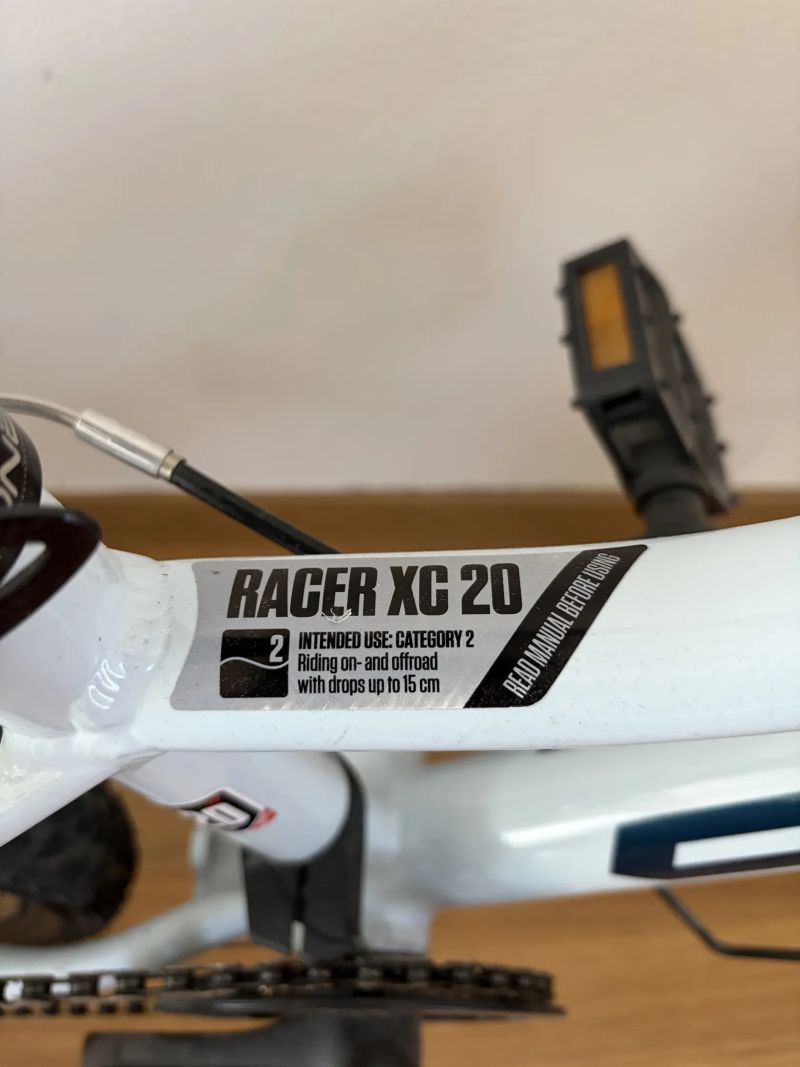 RACER XC 20
2
INTENDED USE: CATEGORY 2
Riding on- and offroad
with drops up to 15 cm
READ MANUAL BEFORE USING